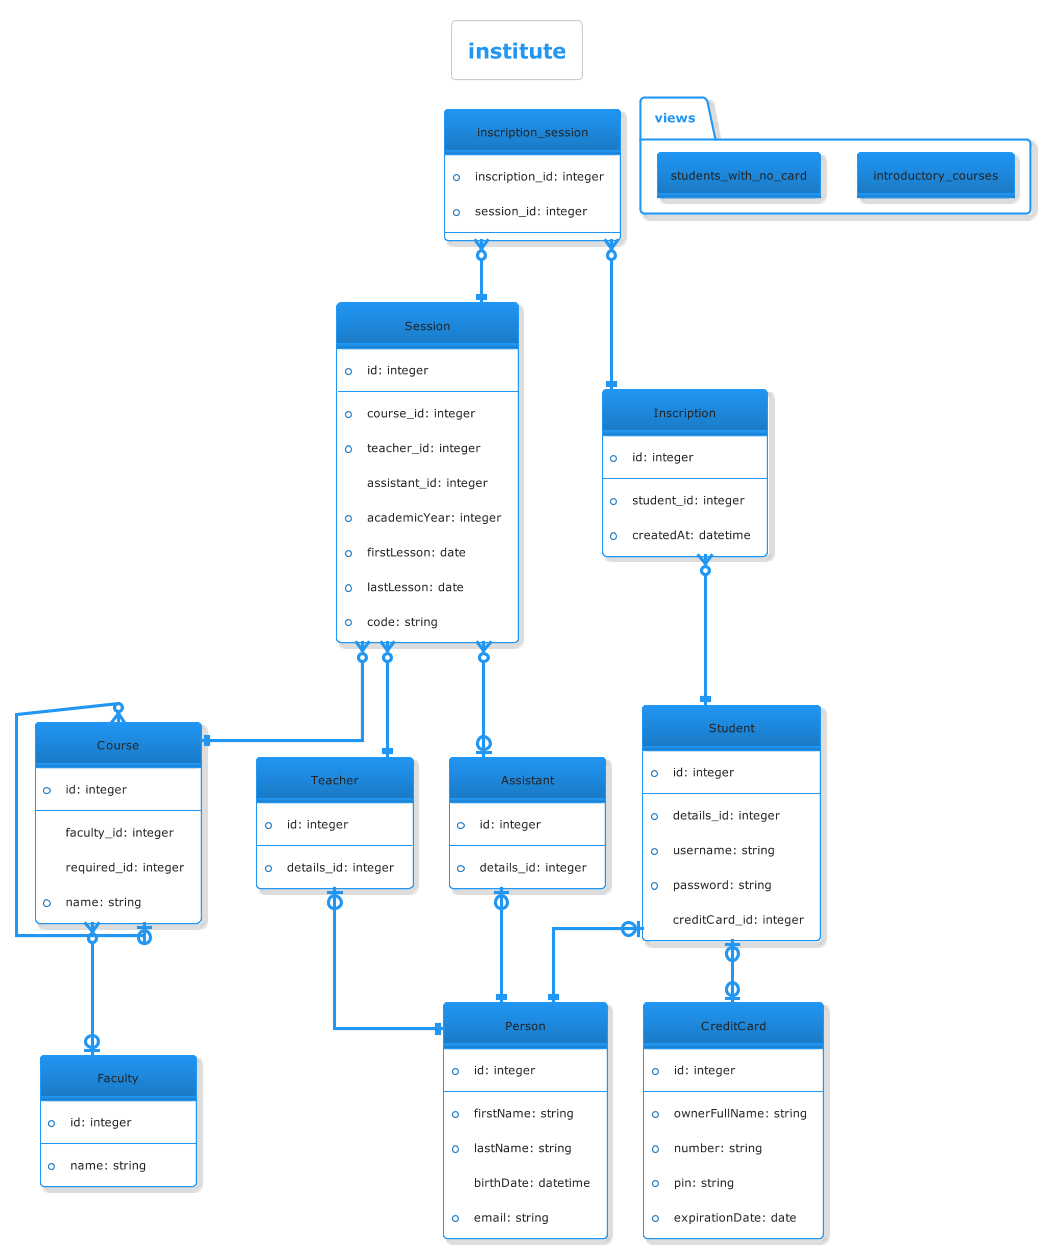 institute
inscription_session
inscription_id: integer
session_id: integer
views
students_with_no_card
introductory_courses
Session
id: integer
course_id: integer
teacher_id: integer
assistant_id: integer
academicYear: integer
firstLesson: date
lastLesson: date
code: string
Inscription
id: integer
student_id: integer
createdAt: datetime
Course
id: integer
faculty_id: integer
required_id: integer
name: string
Teacher
id: integer
details_id: integer
Assistant
id: integer
details_id: integer
Student
id: integer
details_id: integer
username: string
password: string
creditCard_id: integer
Faculty
id: integer
name: string
Person
id: integer
firstName: string
lastName: string
birthDate: datetime
email: string
CreditCard
id: integer
ownerFullName: string
number: string
pin: string
expirationDate: date